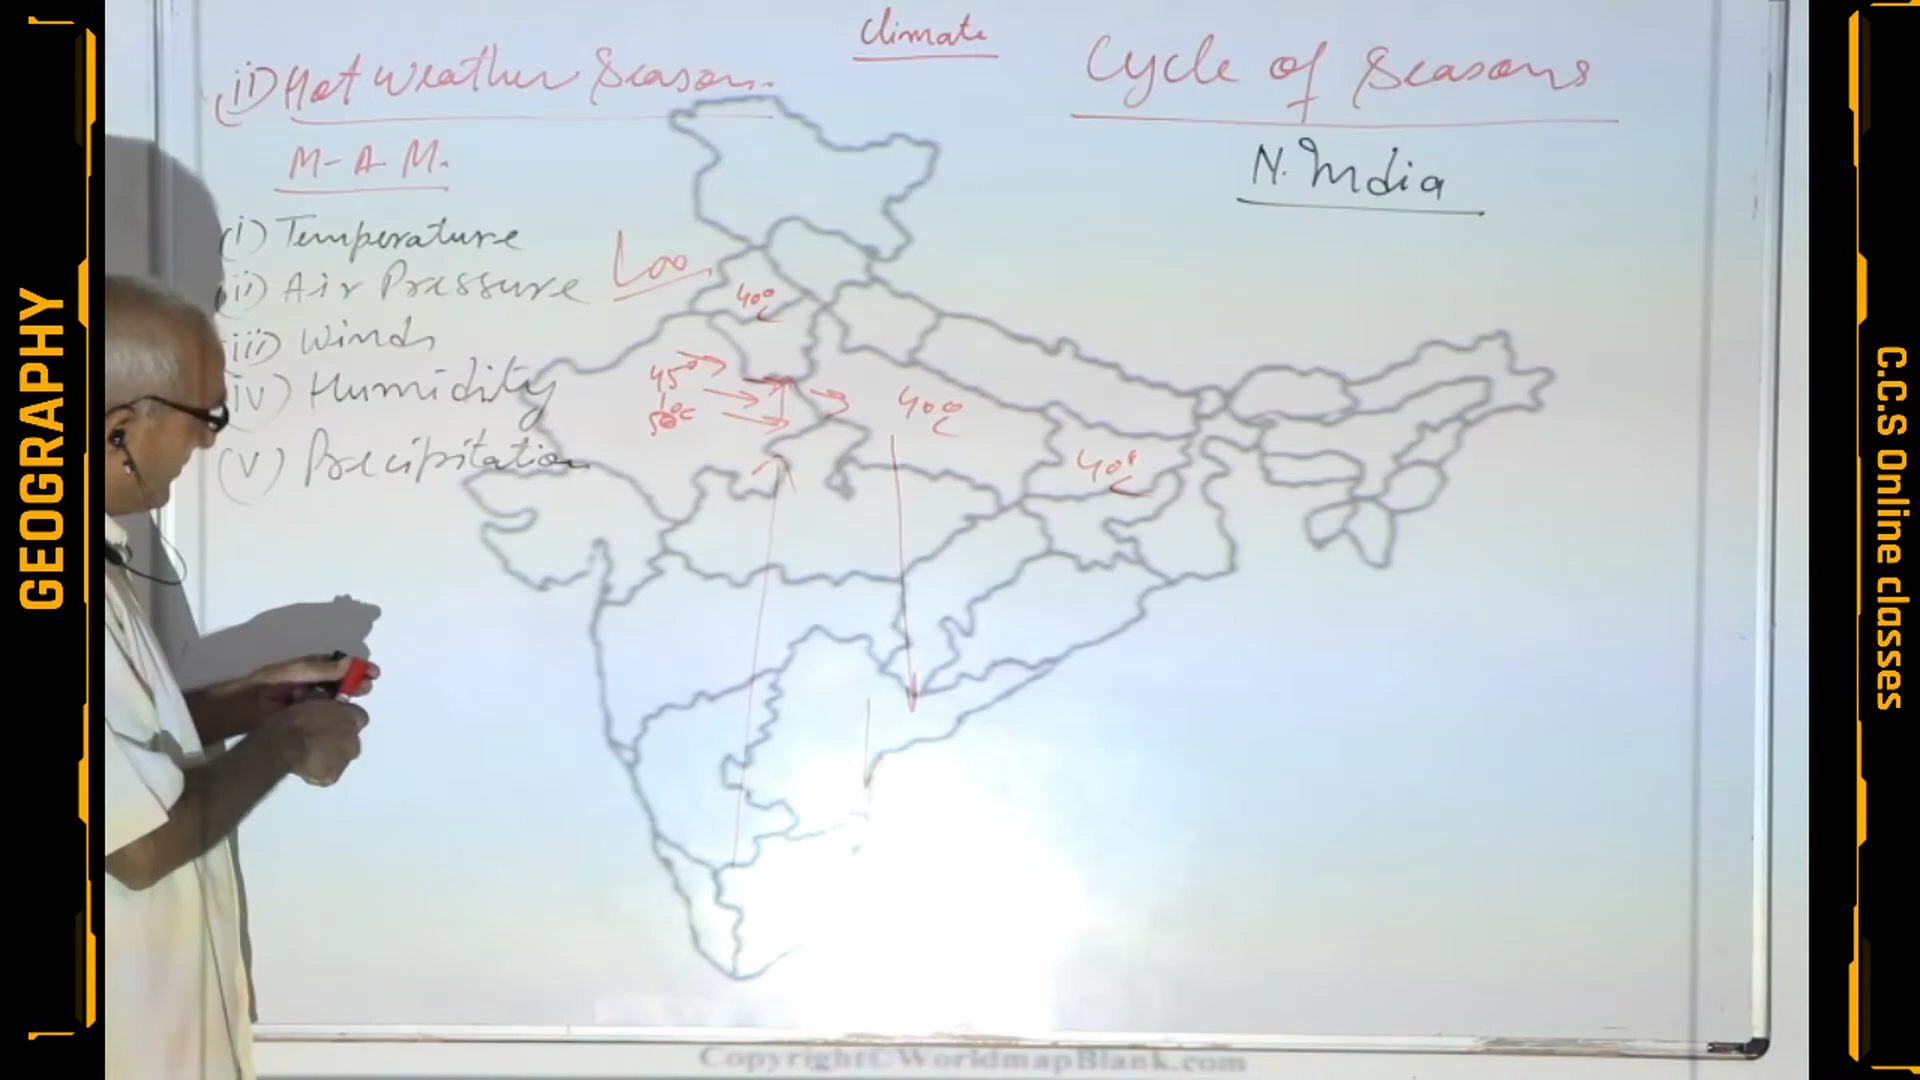 Climate
Cycle of Seasons
N. India
(ii) Hot Weather Season.
M-A-M.
(i) Temperature
(ii) Air Pressure
(iii) Winds
(iv) Humidity
(v) Precipitation
Loo
40°C
45°
50°C
40°C
40°C
GEOGRAPHY
C.C.S Online classes
Copyright©WorldmapBlank.com